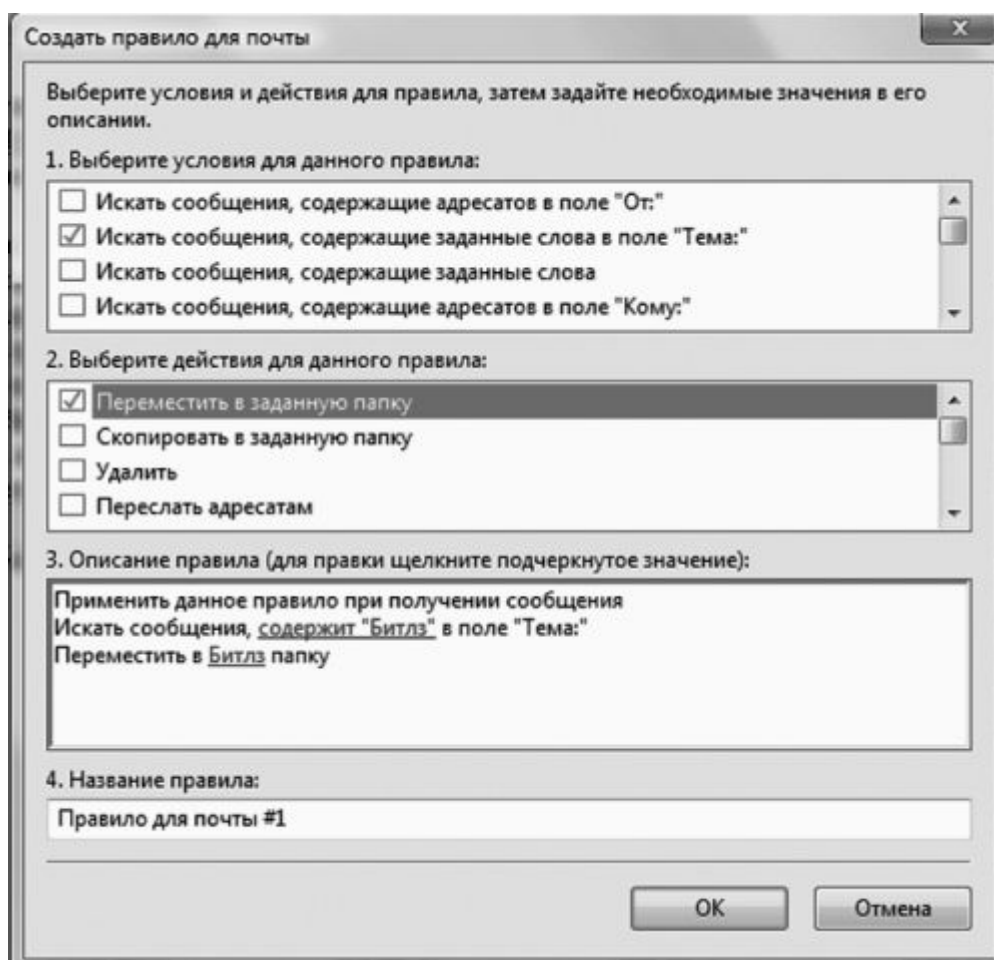 Создать правило для почты
Выберите условия и действия для правила, затем задайте необходимые значения в его
описании.
1. Выберите условия для данного правила:
Искать сообщения, содержащие адресатов в поле "От:"
Искать сообщения, содержащие заданные слова в поле "Тема:"
Искать сообщения, содержащие заданные слова
Искать сообщения, содержащие адресатов в поле "Кому:"
2. Выберите действия для данного правила:
Переместить в заданную папку
Скопировать в заданную папку
Удалить
Переслать адресатам
3. Описание правила (для правки щелкните подчеркнутое значение):
Применить данное правило при получении сообщения
Искать сообщения, содержит "Битлз" в поле "Тема:"
Переместить в Битлз папку
4. Название правила:
Правило для почты #1
OK Отмена